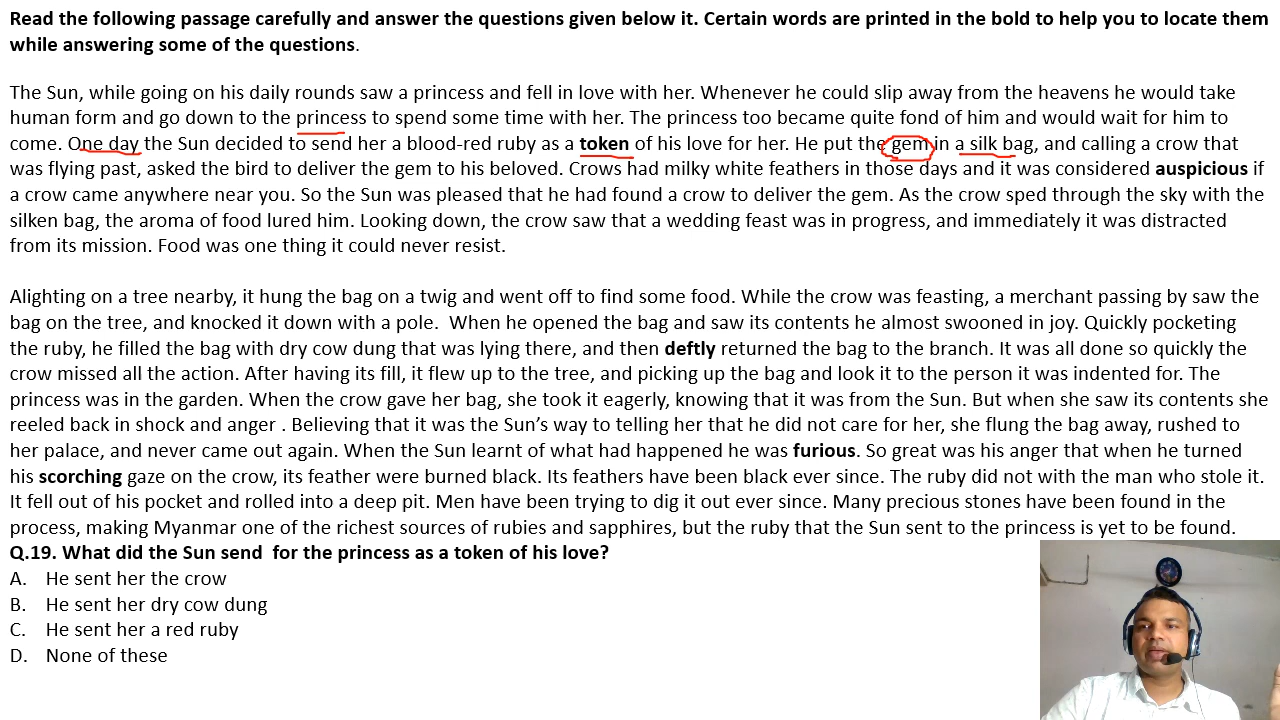 Read the following passage carefully and answer the questions given below it. Certain words are printed in the bold to help you to locate them
while answering some of the questions.
The Sun, while going on his daily rounds saw a princess and fell in love with her. Whenever he could slip away from the heavens he would take
human form and go down to the princess to spend some time with her. The princess too became quite fond of him and would wait for him to
come. One day the Sun decided to send her a blood-red ruby as a token of his love for her. He put the gem in a silk bag, and calling a crow that
was flying past, asked the bird to deliver the gem to his beloved. Crows had milky white feathers in those days and it was considered auspicious if
a crow came anywhere near you. So the Sun was pleased that he had found a crow to deliver the gem. As the crow sped through the sky with the
silken bag, the aroma of food lured him. Looking down, the crow saw that a wedding feast was in progress, and immediately it was distracted
from its mission. Food was one thing it could never resist.
Alighting on a tree nearby, it hung the bag on a twig and went off to find some food. While the crow was feasting, a merchant passing by saw the
bag on the tree, and knocked it down with a pole.  When he opened the bag and saw its contents he almost swooned in joy. Quickly pocketing
the ruby, he filled the bag with dry cow dung that was lying there, and then deftly returned the bag to the branch. It was all done so quickly the
crow missed all the action. After having its fill, it flew up to the tree, and picking up the bag and look it to the person it was indented for. The
princess was in the garden. When the crow gave her bag, she took it eagerly, knowing that it was from the Sun. But when she saw its contents she
reeled back in shock and anger . Believing that it was the Sun’s way to telling her that he did not care for her, she flung the bag away, rushed to
her palace, and never came out again. When the Sun learnt of what had happened he was furious. So great was his anger that when he turned
his scorching gaze on the crow, its feather were burned black. Its feathers have been black ever since. The ruby did not with the man who stole it.
It fell out of his pocket and rolled into a deep pit. Men have been trying to dig it out ever since. Many precious stones have been found in the
process, making Myanmar one of the richest sources of rubies and sapphires, but the ruby that the Sun sent to the princess is yet to be found.
Q.19. What did the Sun send  for the princess as a token of his love?
A. He sent her the crow
B. He sent her dry cow dung
C. He sent her a red ruby
D. None of these